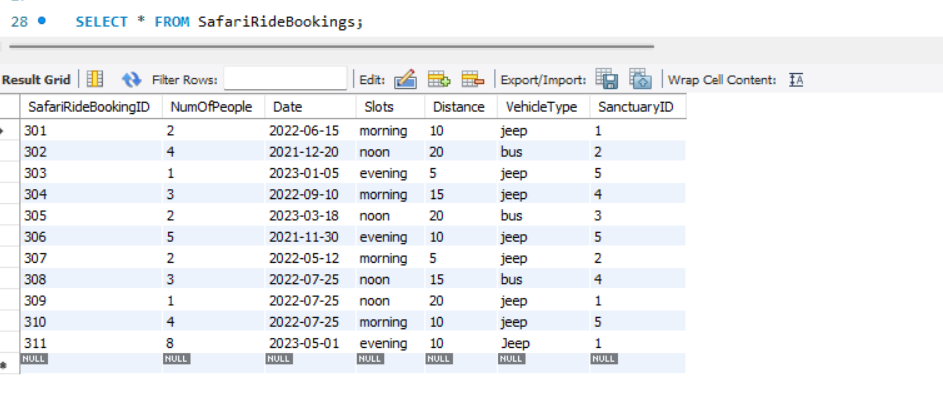 28 SELECT * FROM SafariRideBookings;
Result Grid Filter Rows: Edit: Export/Import: Wrap Cell Content:
SafariRideBookingID NumOfPeople Date Slots Distance VehicleType SanctuaryID
301 2 2022-06-15 morning 10 jeep 1
302 4 2021-12-20 noon 20 bus 2
303 1 2023-01-05 evening 5 jeep 5
304 3 2022-09-10 morning 15 jeep 4
305 2 2023-03-18 noon 20 bus 3
306 5 2021-11-30 evening 10 jeep 5
307 2 2022-05-12 morning 5 jeep 2
308 3 2022-07-25 noon 15 bus 4
309 1 2022-07-25 noon 20 jeep 1
310 4 2022-07-25 morning 10 jeep 5
311 8 2023-05-01 evening 10 Jeep 1
NULL NULL NULL NULL NULL NULL NULL